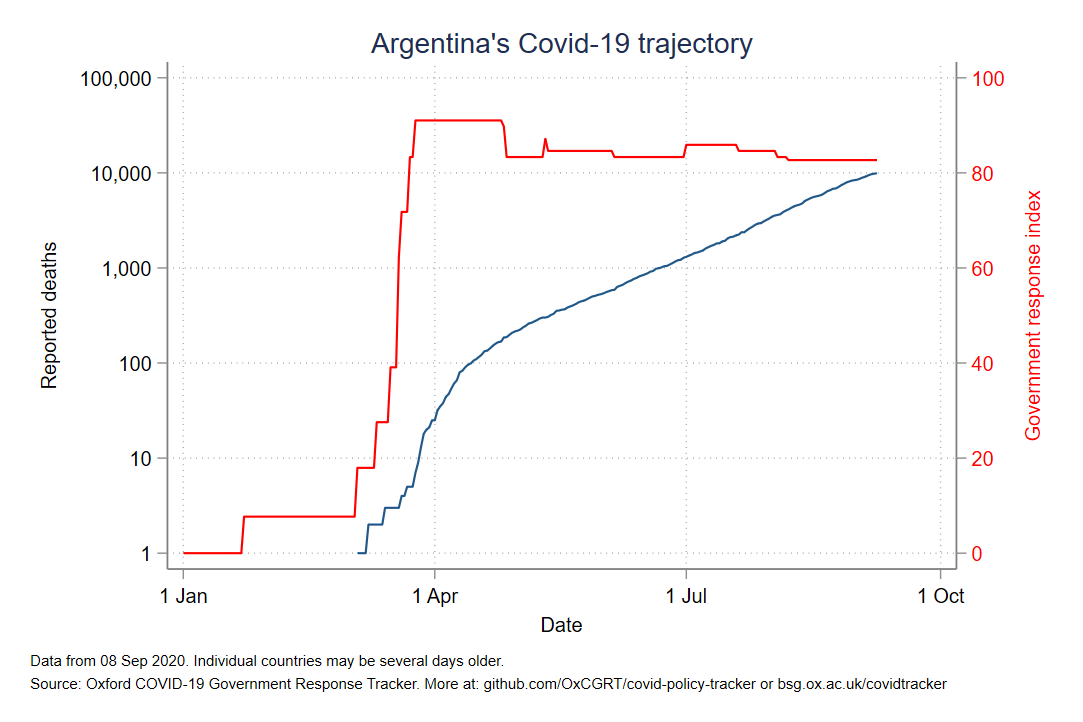 Argentina's Covid-19 trajectory
100,000
10,000
1,000
100
10
1
Reported deaths
100
80
60
40
20
0
Government response index
1 Jan
1 Apr
1 Jul
1 Oct
Date
Data from 08 Sep 2020. Individual countries may be several days older.
Source: Oxford COVID-19 Government Response Tracker. More at: github.com/OxCGRT/covid-policy-tracker or bsg.ox.ac.uk/covidtracker